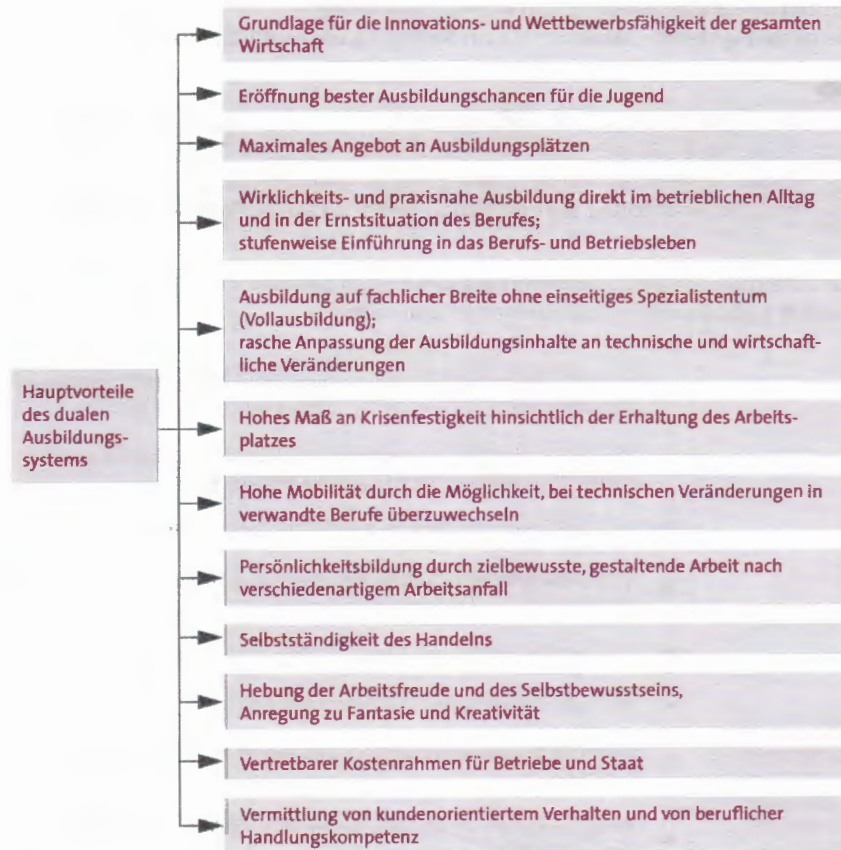 Grundlage für die Innovations- und Wettbewerbsfähigkeit der gesamten
Wirtschaft
Eröffnung bester Ausbildungschancen für die Jugend
Maximales Angebot an Ausbildungsplätzen
Wirklichkeits- und praxisnahe Ausbildung direkt im betrieblichen Alltag
und in der Ernstsituation des Berufes;
stufenweise Einführung in das Berufs- und Betriebsleben
Ausbildung auf fachlicher Breite ohne einseitiges Spezialistentum
(Vollausbildung);
rasche Anpassung der Ausbildungsinhalte an technische und wirtschaft-
liche Veränderungen
Hauptvorteile
des dualen
Ausbildungs-
systems
Hohes Maß an Krisenfestigkeit hinsichtlich der Erhaltung des Arbeits-
platzes
Hohe Mobilität durch die Möglichkeit, bei technischen Veränderungen in
verwandte Berufe überzuwechseln
Persönlichkeitsbildung durch zielbewusste, gestaltende Arbeit nach
verschiedenartigem Arbeitsanfall
Selbstständigkeit des Handelns
Hebung der Arbeitsfreude und des Selbstbewusstseins,
Anregung zu Fantasie und Kreativität
Vertretbarer Kostenrahmen für Betriebe und Staat
Vermittlung von kundenorientiertem Verhalten und von beruflicher
Handlungskompetenz